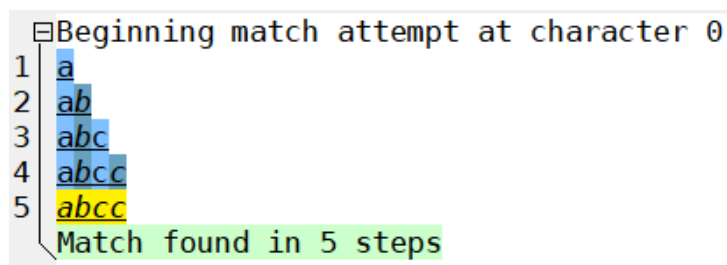 Beginning match attempt at character 0
1 a
2 ab
3 abc
4 abcc
5 abcc
Match found in 5 steps